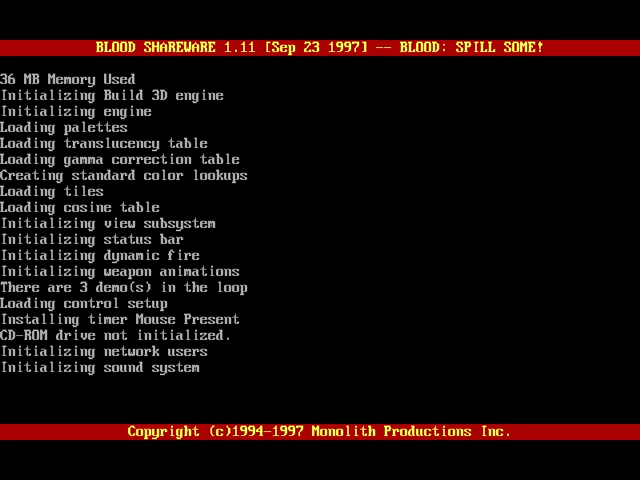 BLOOD SHAREWARE 1.11 [Sep 23 1997] -- BLOOD: SPILL SOME!
36 MB Memory Used
Initializing Build 3D engine
Initializing engine
Loading palettes
Loading translucency table
Loading gamma correction table
Creating standard color lookups
Loading tiles
Loading cosine table
Initializing view subsystem
Initializing status bar
Initializing dynamic fire
Initializing weapon animations
There are 3 demo(s) in the loop
Loading control setup
Installing timer Mouse Present
CD-ROM drive not initialized.
Initializing network users
Initializing sound system
Copyright (c)1994-1997 Monolith Productions Inc.